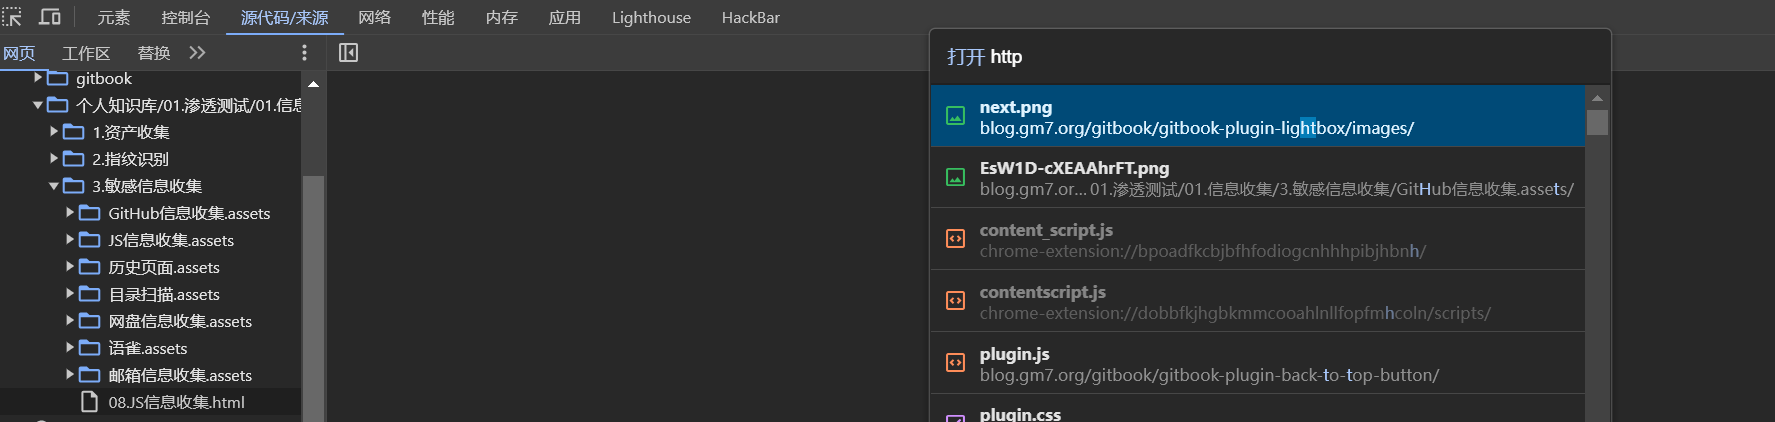 元素 控制台 源代码/来源 网络 性能 内存 应用 Lighthouse HackBar
网页 工作区 替换
gitbook
个人知识库/01.渗透测试/01.信息
1.资产收集
2.指纹识别
3.敏感信息收集
GitHub信息收集.assets
JS信息收集.assets
历史页面.assets
目录扫描.assets
网盘信息收集.assets
语雀.assets
邮箱信息收集.assets
08.JS信息收集.html
打开 http
next.png
blog.gm7.org/gitbook/gitbook-plugin-lightbox/images/
EsW1D-cXEAAhrFT.png
blog.gm7.or... 01.渗透测试/01.信息收集/3.敏感信息收集/GitHub信息收集.assets/
content_script.js
chrome-extension://bpoadfkcbjbfhfodiogcnhhhpibjhbnh/
contentscript.js
chrome-extension://dobbfkjhgbkmmcooahlnllfopfmhcoln/scripts/
plugin.js
blog.gm7.org/gitbook/gitbook-plugin-back-to-top-button/
plugin.css